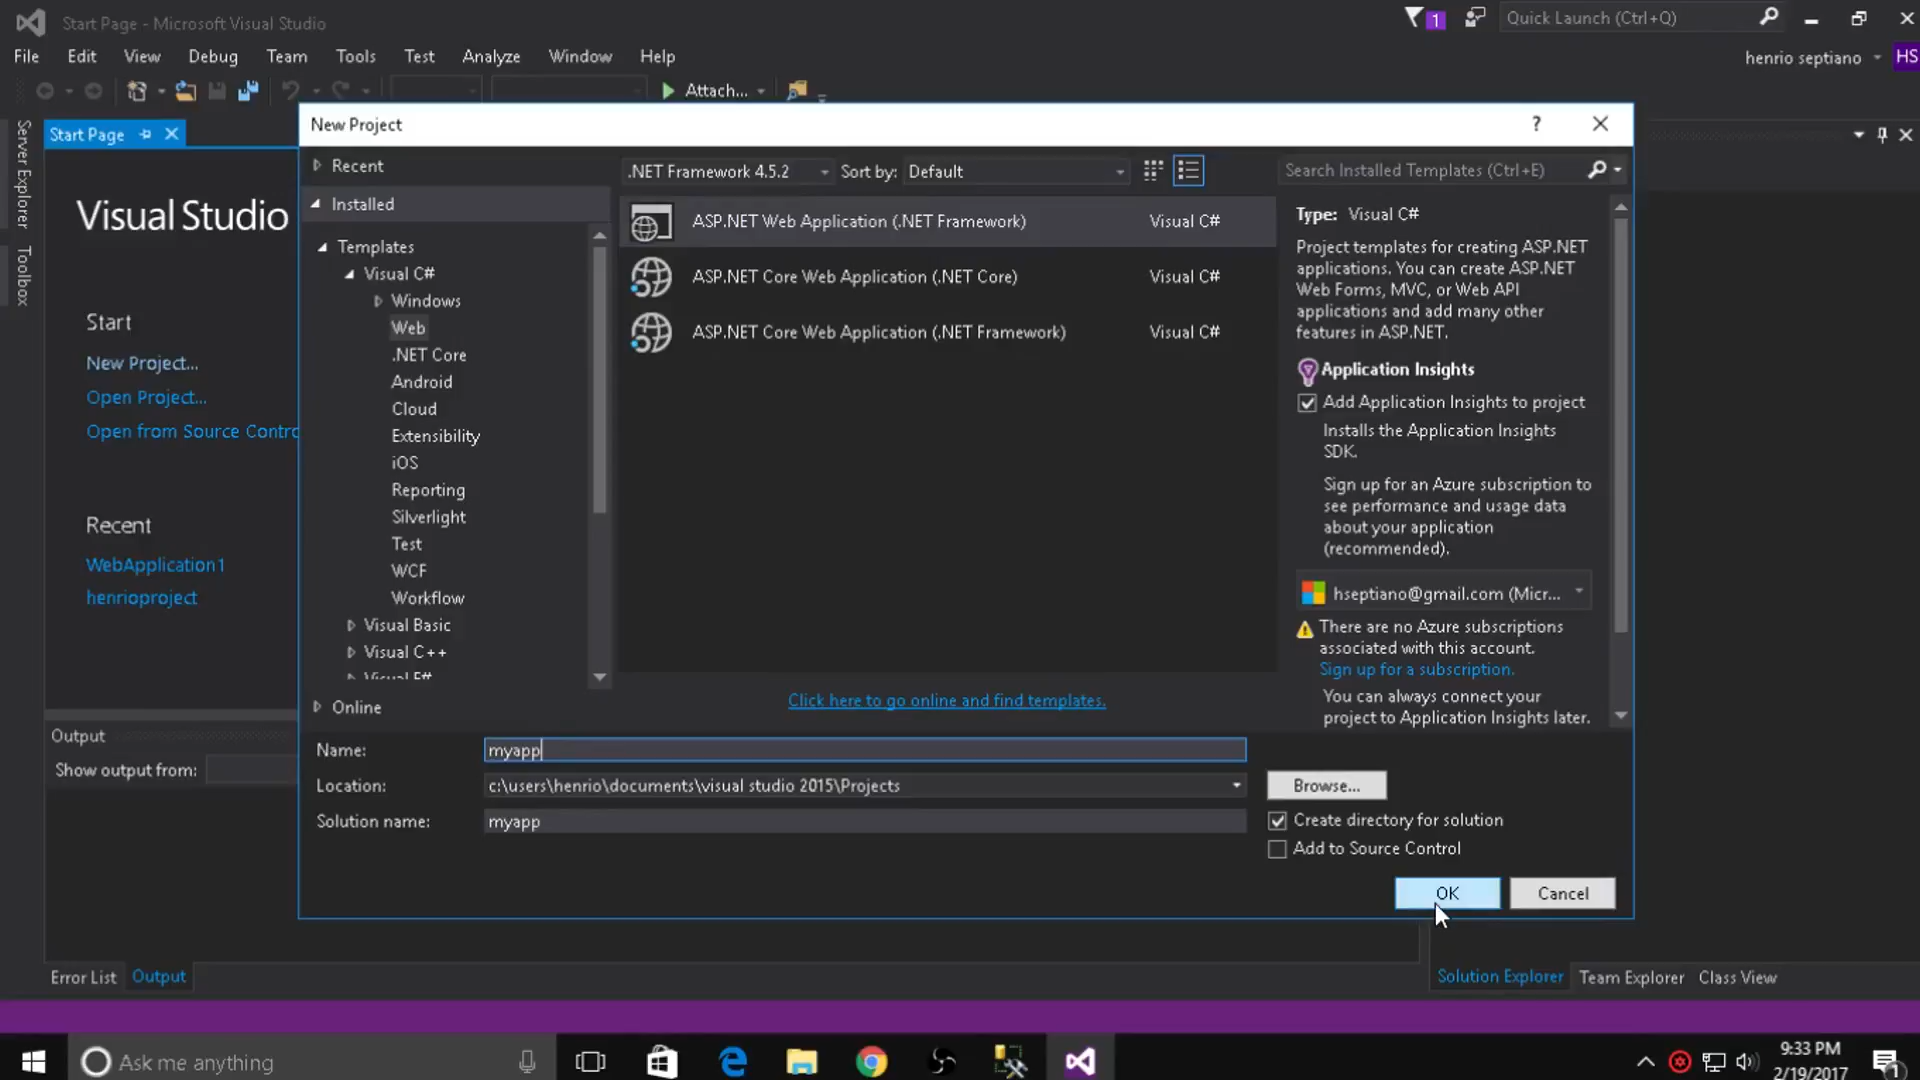 Start Page - Microsoft Visual Studio
1
Quick Launch (Ctrl+Q)
File Edit View Debug Team Tools Test Analyze Window Help
henrio septiano HS
Attach...
Server Explorer
Toolbox
Start Page
Visual Studio
Start
New Project...
Open Project...
Open from Source Contro
Recent
WebApplication1
henrioproject
Output
Show output from:
New Project
?
Recent
Installed
Templates
Visual C#
Windows
Web
.NET Core
Android
Cloud
Extensibility
iOS
Reporting
Silverlight
Test
WCF
Workflow
Visual Basic
Visual C++
Visual F#
Online
.NET Framework 4.5.2 Sort by: Default
Search Installed Templates (Ctrl+E)
ASP.NET Web Application (.NET Framework) Visual C#
ASP.NET Core Web Application (.NET Core) Visual C#
ASP.NET Core Web Application (.NET Framework) Visual C#
Click here to go online and find templates.
Type: Visual C#
Project templates for creating ASP.NET
applications. You can create ASP.NET
Web Forms, MVC, or Web API
applications and add many other
features in ASP.NET.
Application Insights
Add Application Insights to project
Installs the Application Insights
SDK.
Sign up for an Azure subscription to
see performance and usage data
about your application
(recommended).
hseptiano@gmail.com (Micr...
There are no Azure subscriptions
associated with this account.
Sign up for a subscription.
You can always connect your
project to Application Insights later.
Name: myapp
Location: c:\users\henrio\documents\visual studio 2015\Projects
Browse...
Solution name: myapp
Create directory for solution
Add to Source Control
OK Cancel
Error List Output
Solution Explorer Team Explorer Class View
Ask me anything
9:33 PM
2/19/2017
1